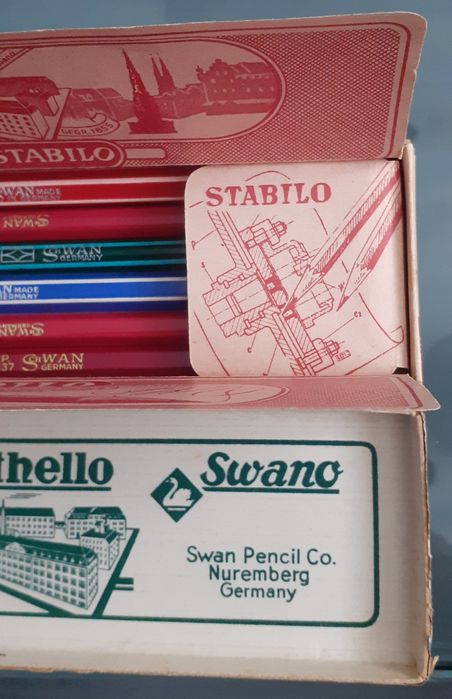 GEGR. 1855
STABILO
SWAN MADE
GERMANY
SWAN
SWAN
GERMANY
MADE
SWAN
SWAN
GERMANY
37
STABILO
thello
Swano
Swan Pencil Co.
Nuremberg
Germany